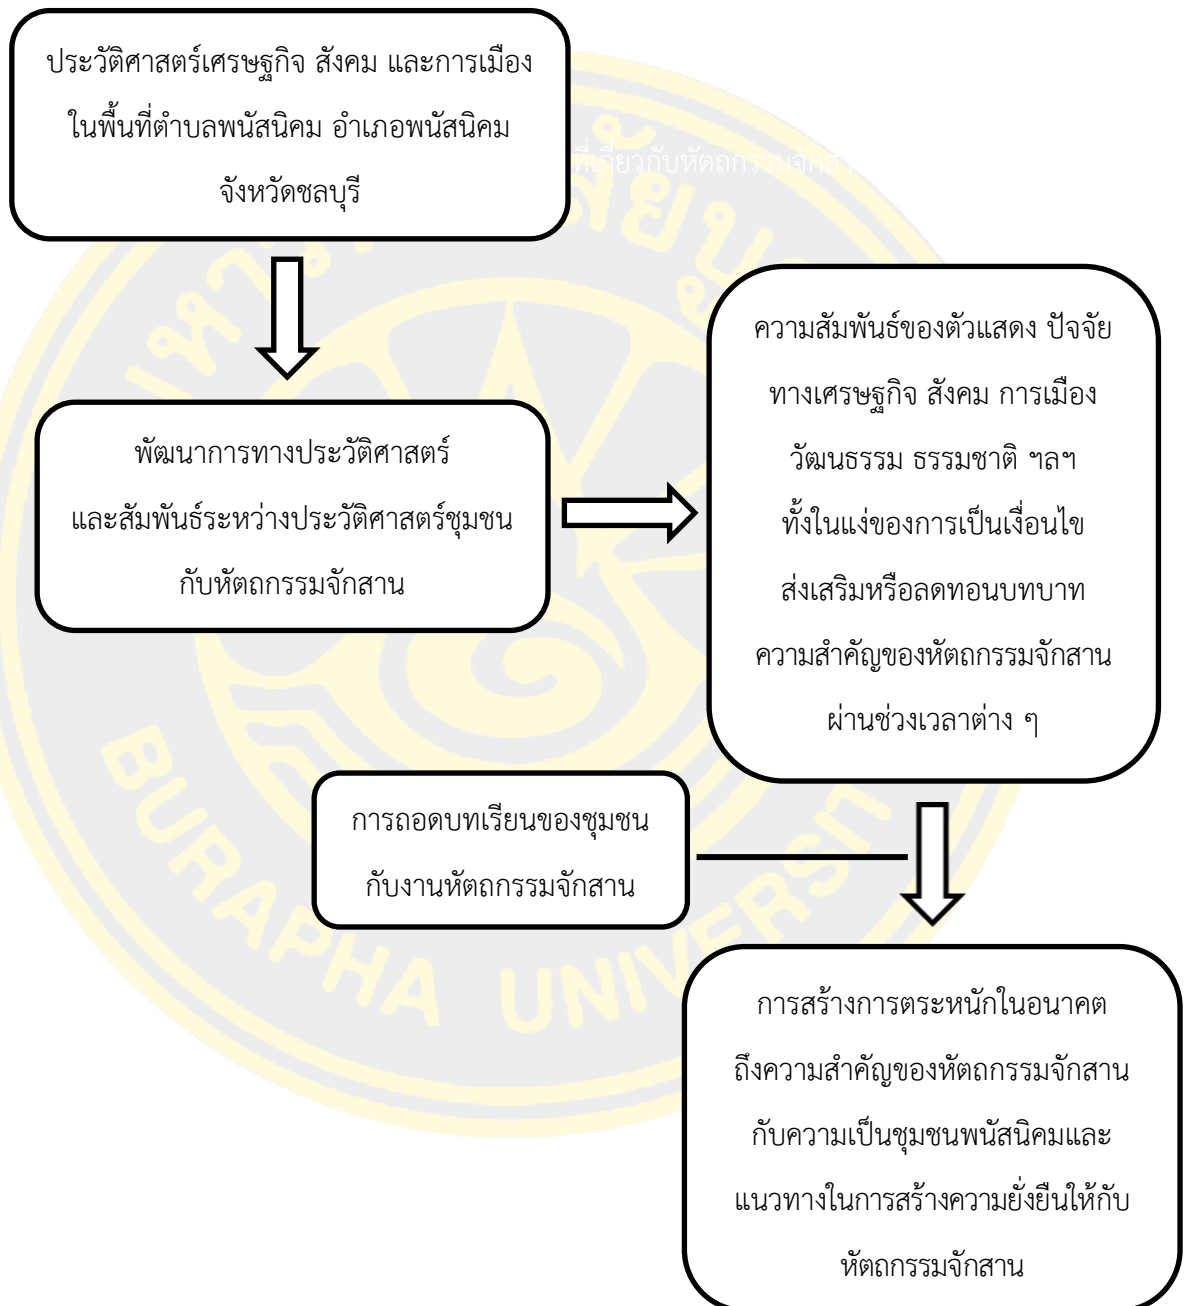 ประวัติศาสตร์เศรษฐกิจ สังคม และการเมือง
ในพื้นที่ตำบลพนัสนิคม อำเภอพนัสนิคม
จังหวัดชลบุรี
ที่เกี่ยวกับหัตถกรรมจักส
พัฒนาการทางประวัติศาสตร์
และสัมพันธ์ระหว่างประวัติศาสตร์ชุมชน
กับหัตถกรรมจักสาน
ความสัมพันธ์ของตัวแสดง ปัจจัย
ทางเศรษฐกิจ สังคม การเมือง
วัฒนธรรม ธรรมชาติ ฯลฯ
ทั้งในแง่ของการเป็นเงื่อนไข
ส่งเสริมหรือลดทอนบทบาท
ความสำคัญของหัตถกรรมจักสาน
ผ่านช่วงเวลาต่าง ๆ
การถอดบทเรียนของชุมชน
กับงานหัตถกรรมจักสาน
การสร้างการตระหนักในอนาคต
ถึงความสำคัญของหัตถกรรมจักสาน
กับความเป็นชุมชนพนัสนิคมและ
แนวทางในการสร้างความยั่งยืนให้กับ
หัตถกรรมจักสาน
BURAPHA UNIVERSIT